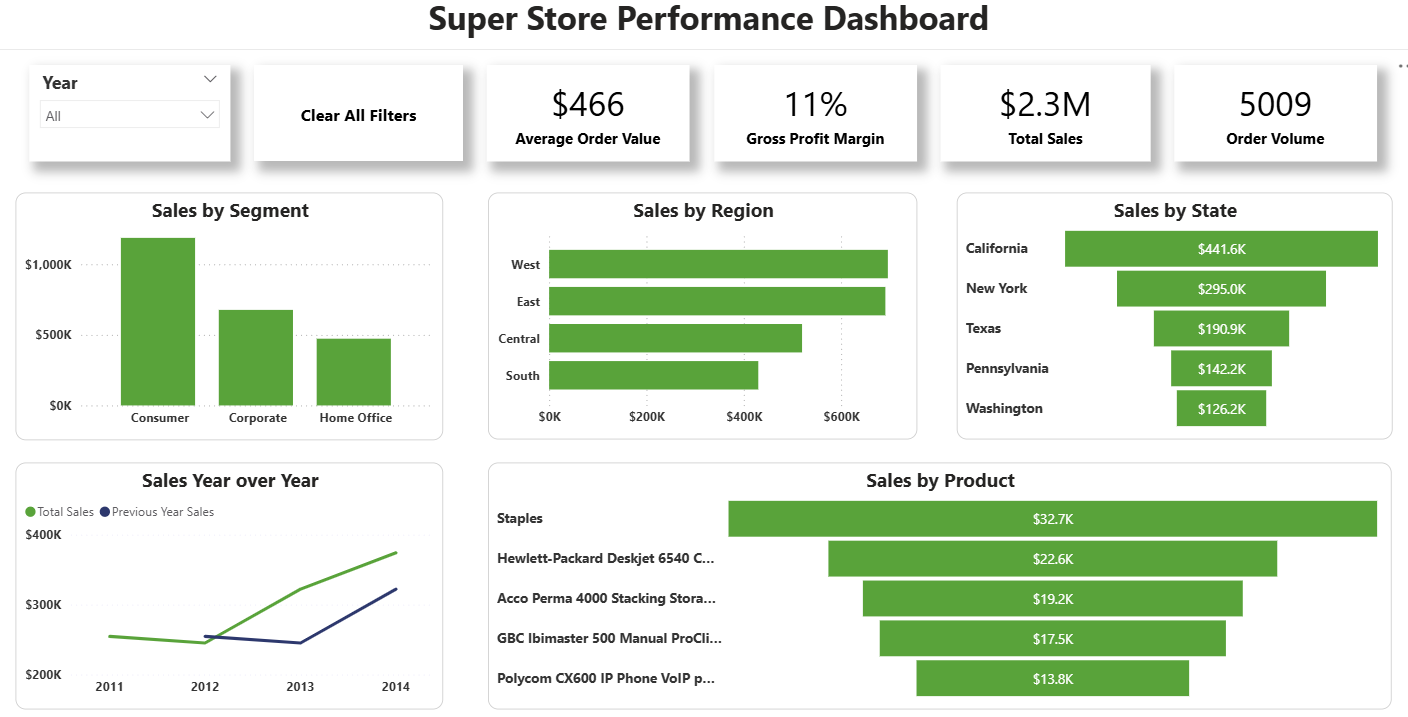 Super Store Performance Dashboard
Year
All
Clear All Filters
$466
Average Order Value
11%
Gross Profit Margin
$2.3M
Total Sales
5009
Order Volume
Sales by Segment
$1,000K
$500K
$0K
Consumer Corporate Home Office
Sales by Region
West
East
Central
South
$0K $200K $400K $600K
Sales by State
California $441.6K
New York $295.0K
Texas $190.9K
Pennsylvania $142.2K
Washington $126.2K
Sales Year over Year
Total Sales Previous Year Sales
$400K
$300K
$200K
2011 2012 2013 2014
Sales by Product
Staples $32.7K
Hewlett-Packard Deskjet 6540 C... $22.6K
Acco Perma 4000 Stacking Stora... $19.2K
GBC Ibimaster 500 Manual ProCli... $17.5K
Polycom CX600 IP Phone VoIP p... $13.8K